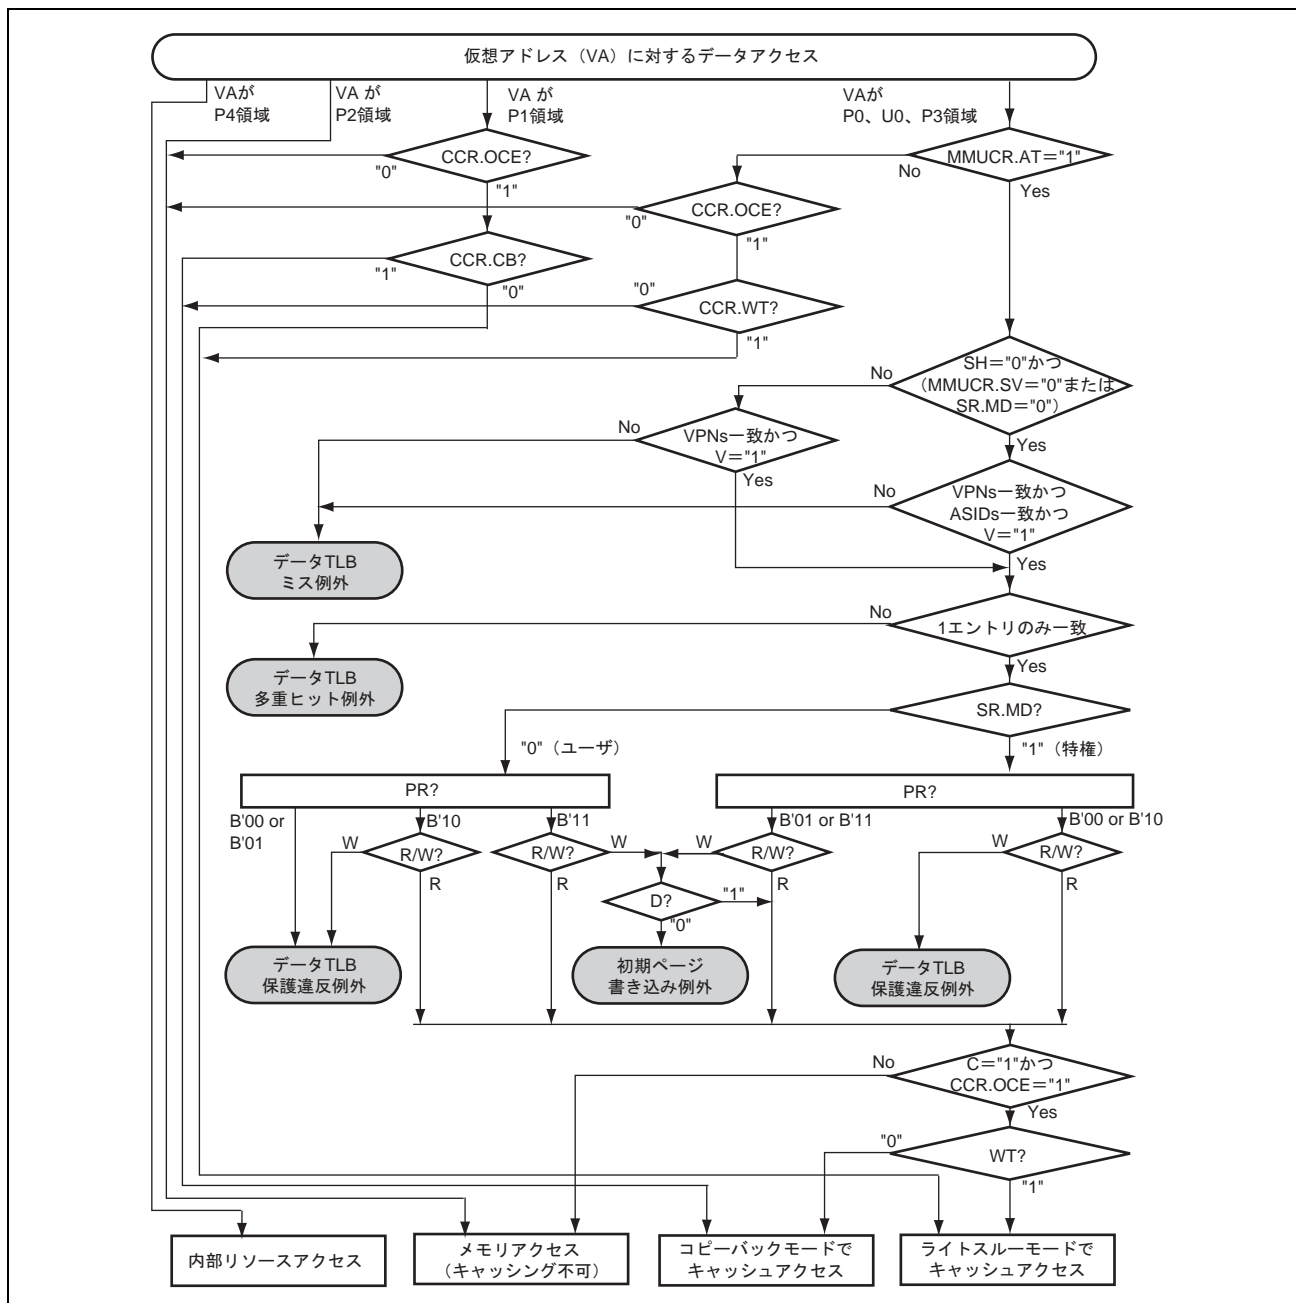 仮想アドレス（VA）に対するデータアクセス
VAが
P4領域
VA が
P2領域
VA が
P1領域
VAが
P0、U0、P3領域
CCR.OCE?
"0"
"1"
MMUCR.AT＝"1"
No
Yes
CCR.OCE?
"0"
"1"
CCR.CB?
"1"
"0"
CCR.WT?
"0"
"1"
SH＝"0"かつ
（MMUCR.SV＝"0"または
SR.MD＝"0"）
No
Yes
VPNs一致かつ
V＝"1"
No
Yes
VPNs一致かつ
ASIDs一致かつ
V＝"1"
No
Yes
データTLB
ミス例外
1エントリのみ一致
No
Yes
データTLB
多重ヒット例外
SR.MD?
"0"（ユーザ）
"1"（特権）
PR?
PR?
B'00 or
B'01
B'10
B'11
B'01 or B'11
B'00 or B'10
W
R/W?
R
R/W?
W
R
W
R/W?
R
W
R/W?
R
D?
"1"
"0"
データTLB
保護違反例外
初期ページ
書き込み例外
データTLB
保護違反例外
C＝"1"かつ
CCR.OCE＝"1"
No
Yes
WT?
"0"
"1"
内部リソースアクセス
メモリアクセス
（キャッシング不可）
コピーバックモードで
キャッシュアクセス
ライトスルーモードで
キャッシュアクセス